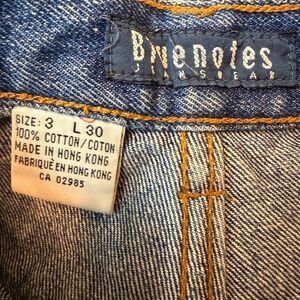 Bluenotes
JEANSWEAR
SIZE: 3 L 30
100% COTTON/COTON
MADE IN HONG KONG
FABRIQUÉ EN HONG KONG
CA 02985